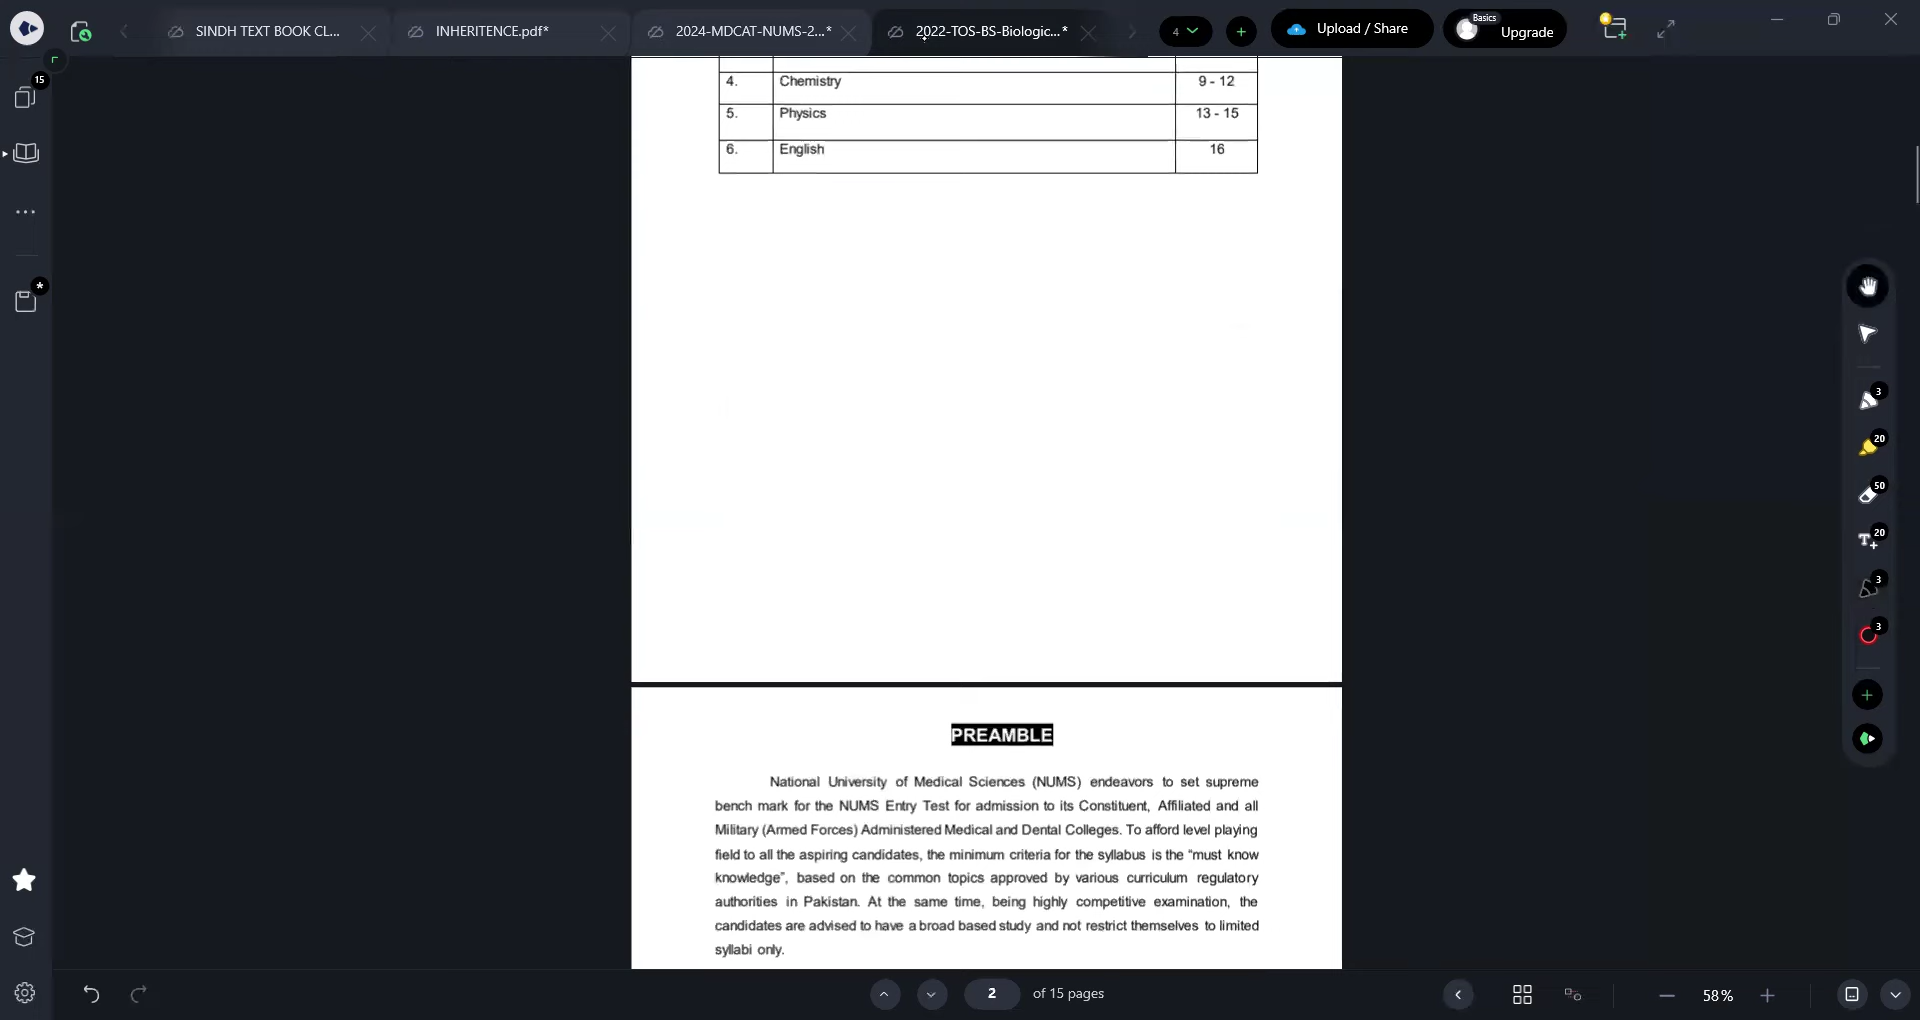 SINDH TEXT BOOK CL...
INHERITENCE.pdf*
2024-MDCAT-NUMS-2...*
2022-TOS-BS-Biologic...*
4
Upload / Share
Basics
Upgrade
15
4. Chemistry 9 - 12
5. Physics 13 - 15
6. English 16
*
3
20
50
T 20
3
3
PREAMBLE
National University of Medical Sciences (NUMS) endeavors to set supreme
bench mark for the NUMS Entry Test for admission to its Constituent, Affiliated and all
Military (Armed Forces) Administered Medical and Dental Colleges. To afford level playing
field to all the aspiring candidates, the minimum criteria for the syllabus is the “must know
knowledge”, based on the common topics approved by various curriculum regulatory
authorities in Pakistan. At the same time, being highly competitive examination, the
candidates are advised to have a broad based study and not restrict themselves to limited
syllabi only.
2 of 15 pages
58%